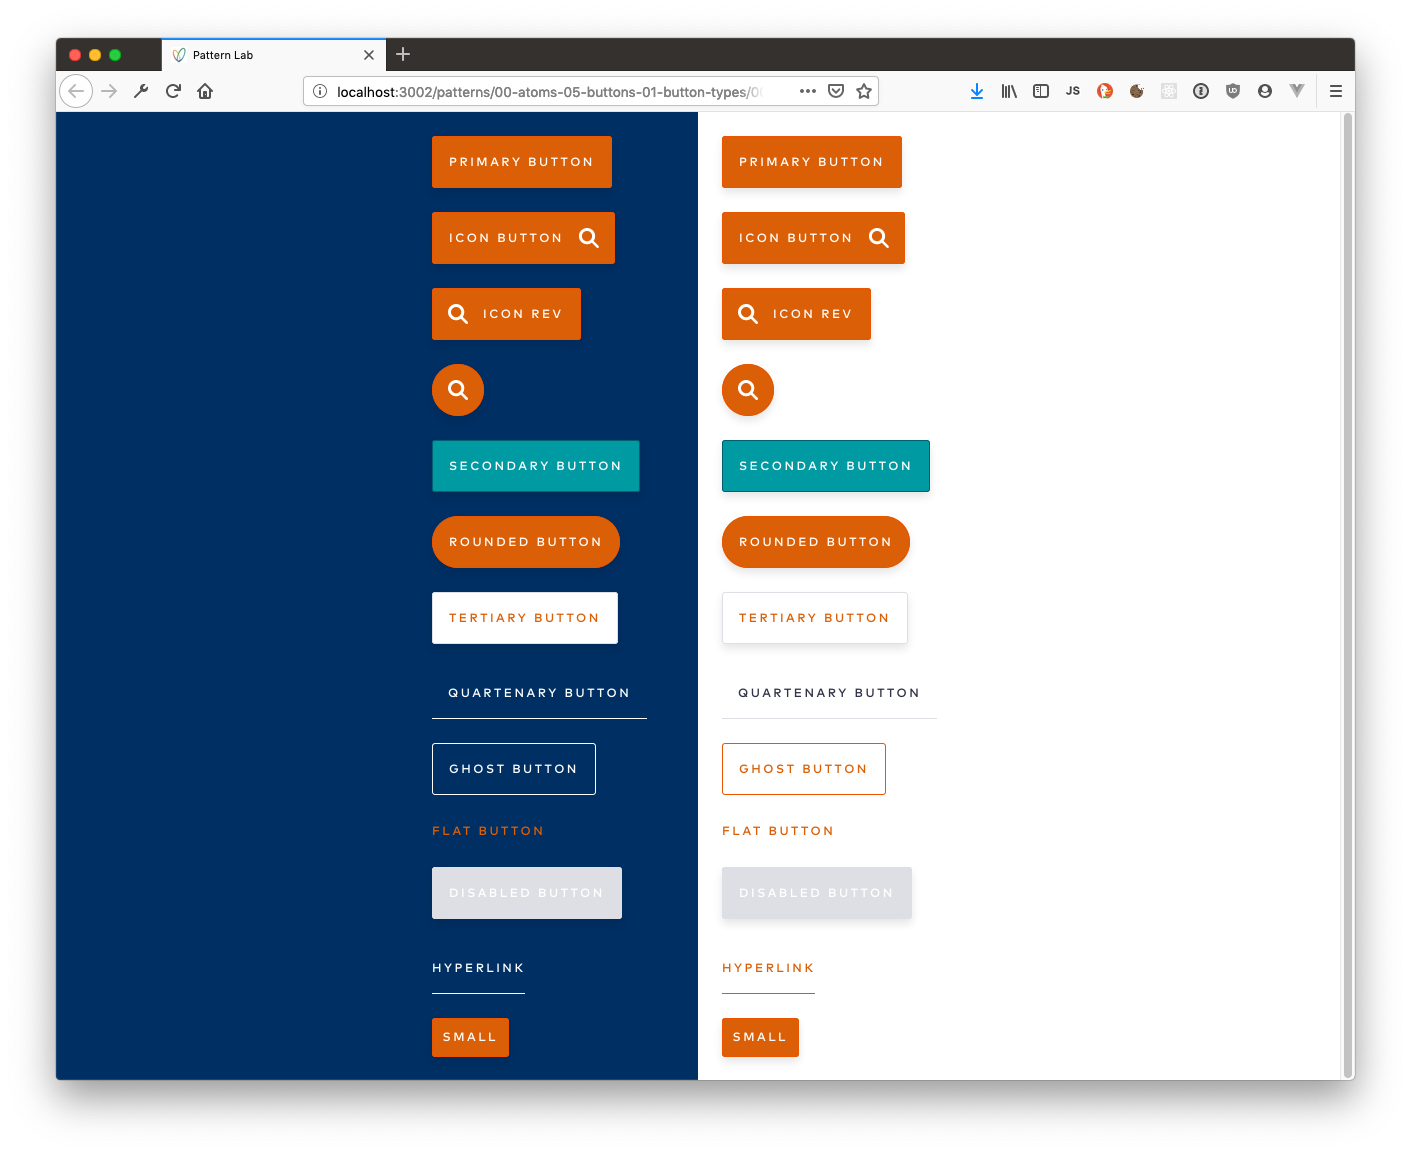 Pattern Lab
localhost:3002/patterns/00-atoms-05-buttons-01-button-types/
JS
PRIMARY BUTTON
PRIMARY BUTTON
ICON BUTTON
ICON BUTTON
ICON REV
ICON REV
SECONDARY BUTTON
SECONDARY BUTTON
ROUNDED BUTTON
ROUNDED BUTTON
TERTIARY BUTTON
TERTIARY BUTTON
QUARTENARY BUTTON
QUARTENARY BUTTON
GHOST BUTTON
GHOST BUTTON
FLAT BUTTON
FLAT BUTTON
DISABLED BUTTON
DISABLED BUTTON
HYPERLINK
HYPERLINK
SMALL
SMALL